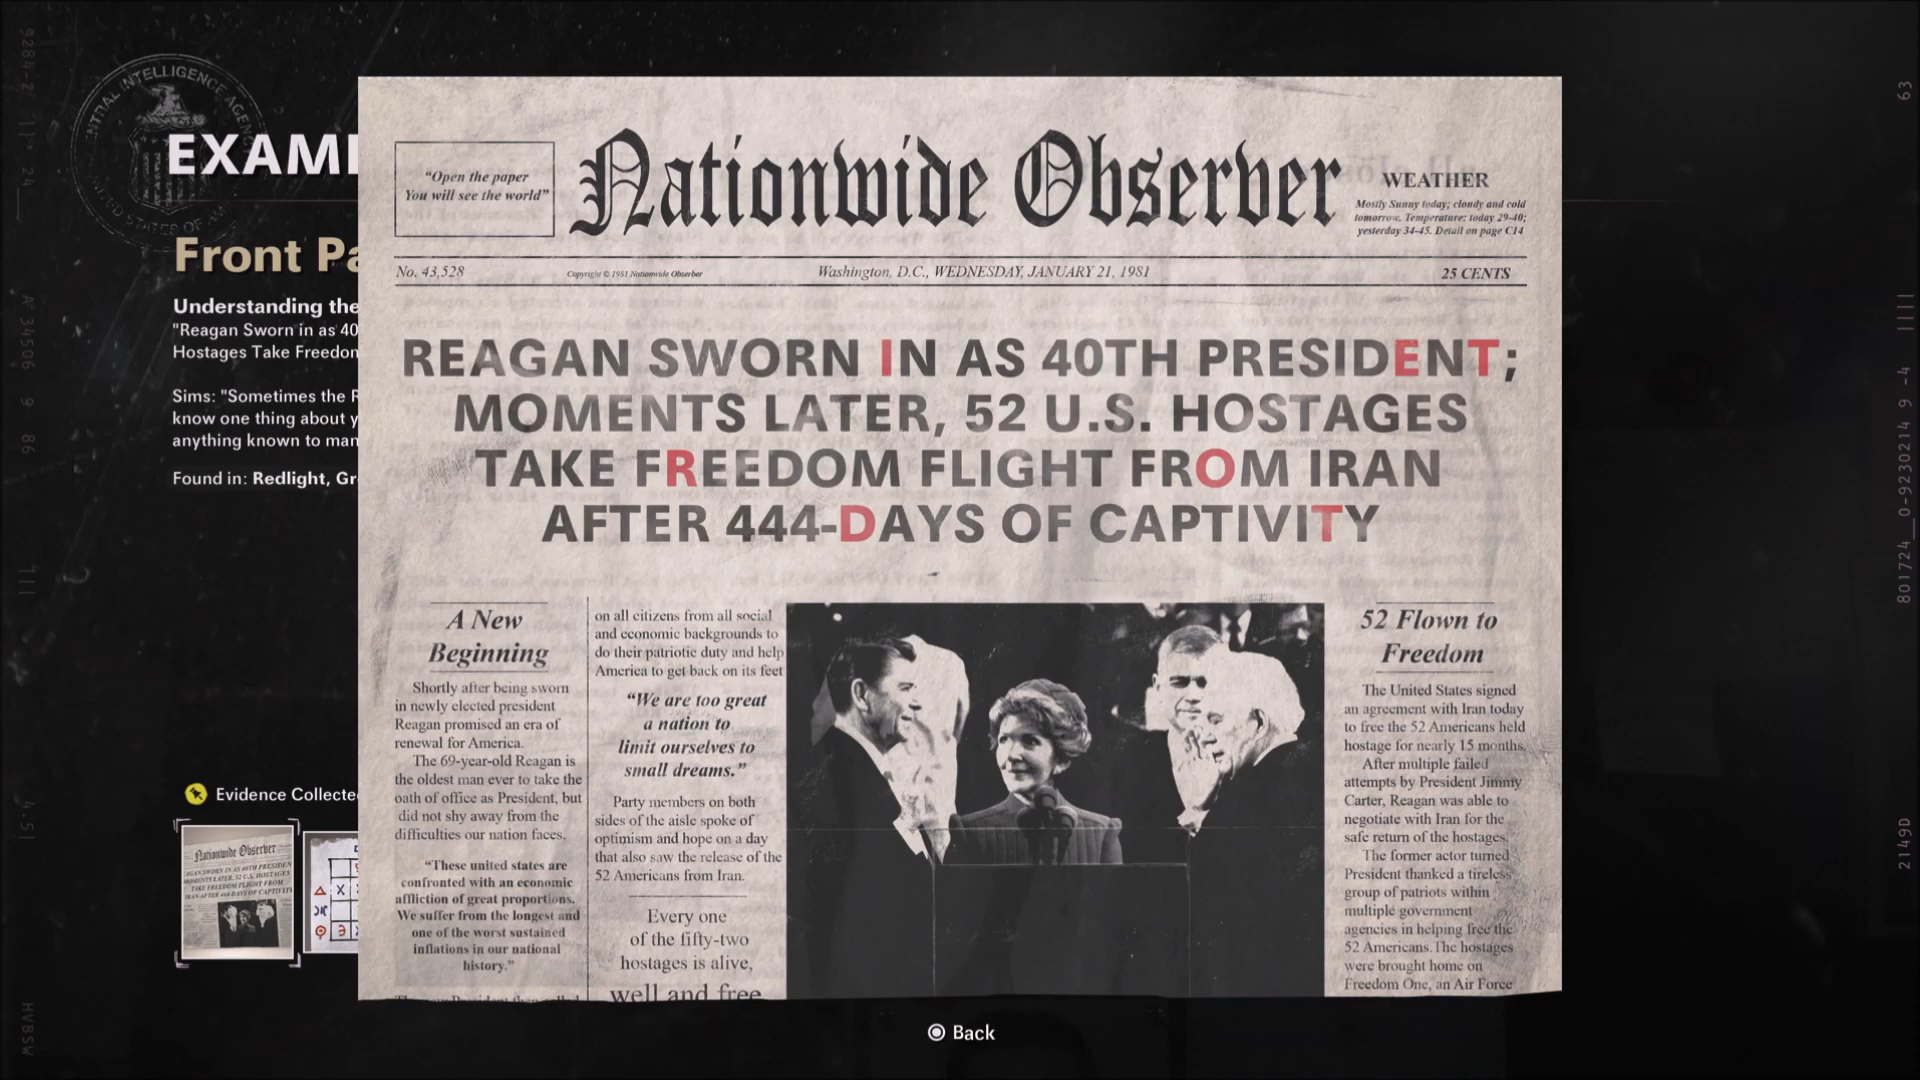 CENTRAL INTELLIGENCE AGENCY
UNITED STATES OF AM
EXAMI
Front Pa
Understanding the
"Reagan Sworn in as 40
Hostages Take Freedom
Sims: "Sometimes the R
know one thing about y
anything known to man
Found in: Redlight, Gr
Evidence Collected
"Open the paper
You will see the world"
Nationwide Observer
WEATHER
Mostly Sunny today; cloudy and cold
tomorrow. Temperature: today 29-40;
yesterday 34-45. Detail on page C14
No. 43,528
Copyright © 1981 Nationwide Obserber
Washington, D.C., WEDNESDAY, JANUARY 21, 1981
25 CENTS
REAGAN SWORN IN AS 40TH PRESIDENT;
MOMENTS LATER, 52 U.S. HOSTAGES
TAKE FREEDOM FLIGHT FROM IRAN
AFTER 444-DAYS OF CAPTIVITY
A New
Beginning
Shortly after being sworn
in newly elected president
Reagan promised an era of
renewal for America.
The 69-year-old Reagan is
the oldest man ever to take the
oath of office as President, but
did not shy away from the
difficulties our nation faces.
"These united states are
confronted with an economic
affliction of great proportions.
We suffer from the longest and
one of the worst sustained
inflations in our national
history."
on all citizens from all social
and economic backgrounds to
do their patriotic duty and help
America to get back on its feet
"We are too great
a nation to
limit ourselves to
small dreams."
Party members on both
sides of the aisle spoke of
optimism and hope on a day
that also saw the release of the
52 Americans from Iran.
Every one
of the fifty-two
hostages is alive,
well and free
52 Flown to
Freedom
The United States signed
an agreement with Iran today
to free the 52 Americans held
hostage for nearly 15 months.
After multiple failed
attempts by President Jimmy
Carter, Reagan was able to
negotiate with Iran for the
safe return of the hostages.
The former actor turned
President thanked a tireless
group of patriots within
multiple government
agencies in helping free the
52 Americans. The hostages
were brought home on
Freedom One, an Air Force
Back